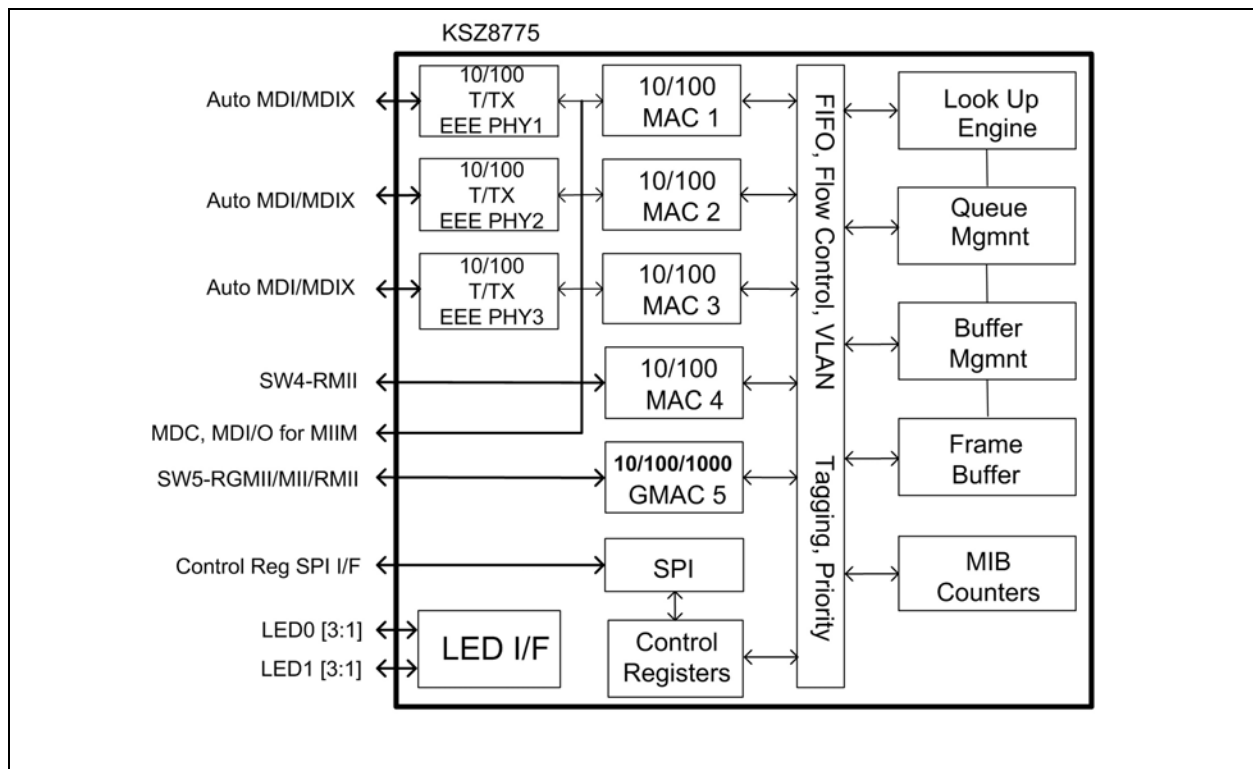 KSZ8775
Auto MDI/MDIX
Auto MDI/MDIX
Auto MDI/MDIX
SW4-RMII
MDC, MDI/O for MIIM
SW5-RGMII/MII/RMII
Control Reg SPI I/F
LED0 [3:1]
LED1 [3:1]
10/100
T/TX
EEE PHY1
10/100
T/TX
EEE PHY2
10/100
T/TX
EEE PHY3
LED I/F
10/100
MAC 1
10/100
MAC 2
10/100
MAC 3
10/100
MAC 4
10/100/1000
GMAC 5
SPI
Control
Registers
FIFO, Flow Control, VLAN Tagging, Priority
Look Up
Engine
Queue
Mgmnt
Buffer
Mgmnt
Frame
Buffer
MIB
Counters